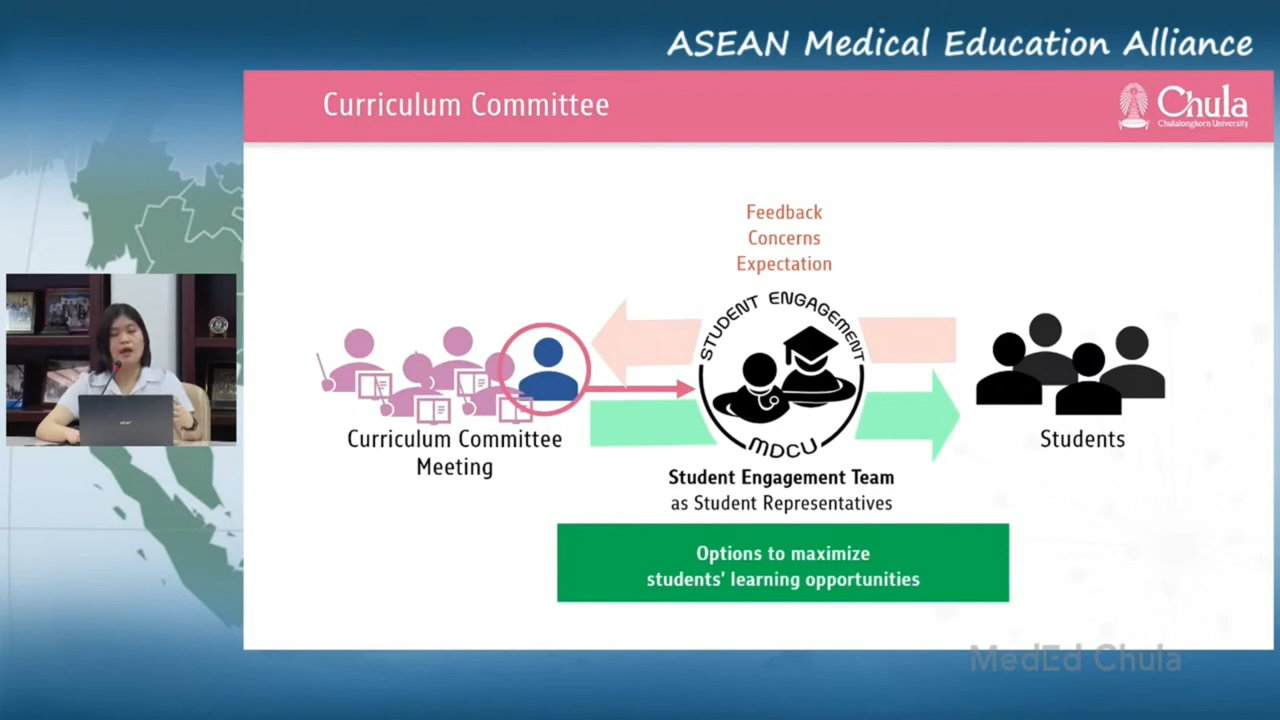 ASEAN Medical Education Alliance
Curriculum Committee
Chula
Chulalongkorn University
Feedback
Concerns
Expectation
STUDENT ENGAGEMENT
MDCU
Curriculum Committee
Meeting
Students
Student Engagement Team
as Student Representatives
Options to maximize
students' learning opportunities
MedEd Chula
acer